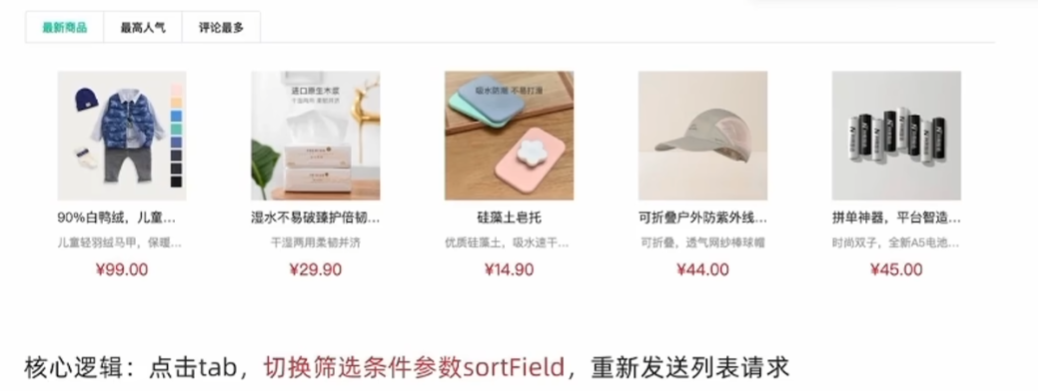 最新商品 最高人气 评论最多
进口原生木浆
干湿两用 柔韧并济
吸水防潮 不易打滑
90%白鸭绒，儿童... 湿水不易破臻护倍韧... 硅藻土皂托 可折叠户外防紫外线... 拼单神器，平台智造...
儿童轻羽绒马甲，保暖... 干湿两用柔韧并济 优质硅藻土，吸水速干... 可折叠，透气网纱棒球帽 时尚双子，全新A5电池...
¥99.00 ¥29.90 ¥14.90 ¥44.00 ¥45.00
核心逻辑：点击tab，切换筛选条件参数sortField，重新发送列表请求